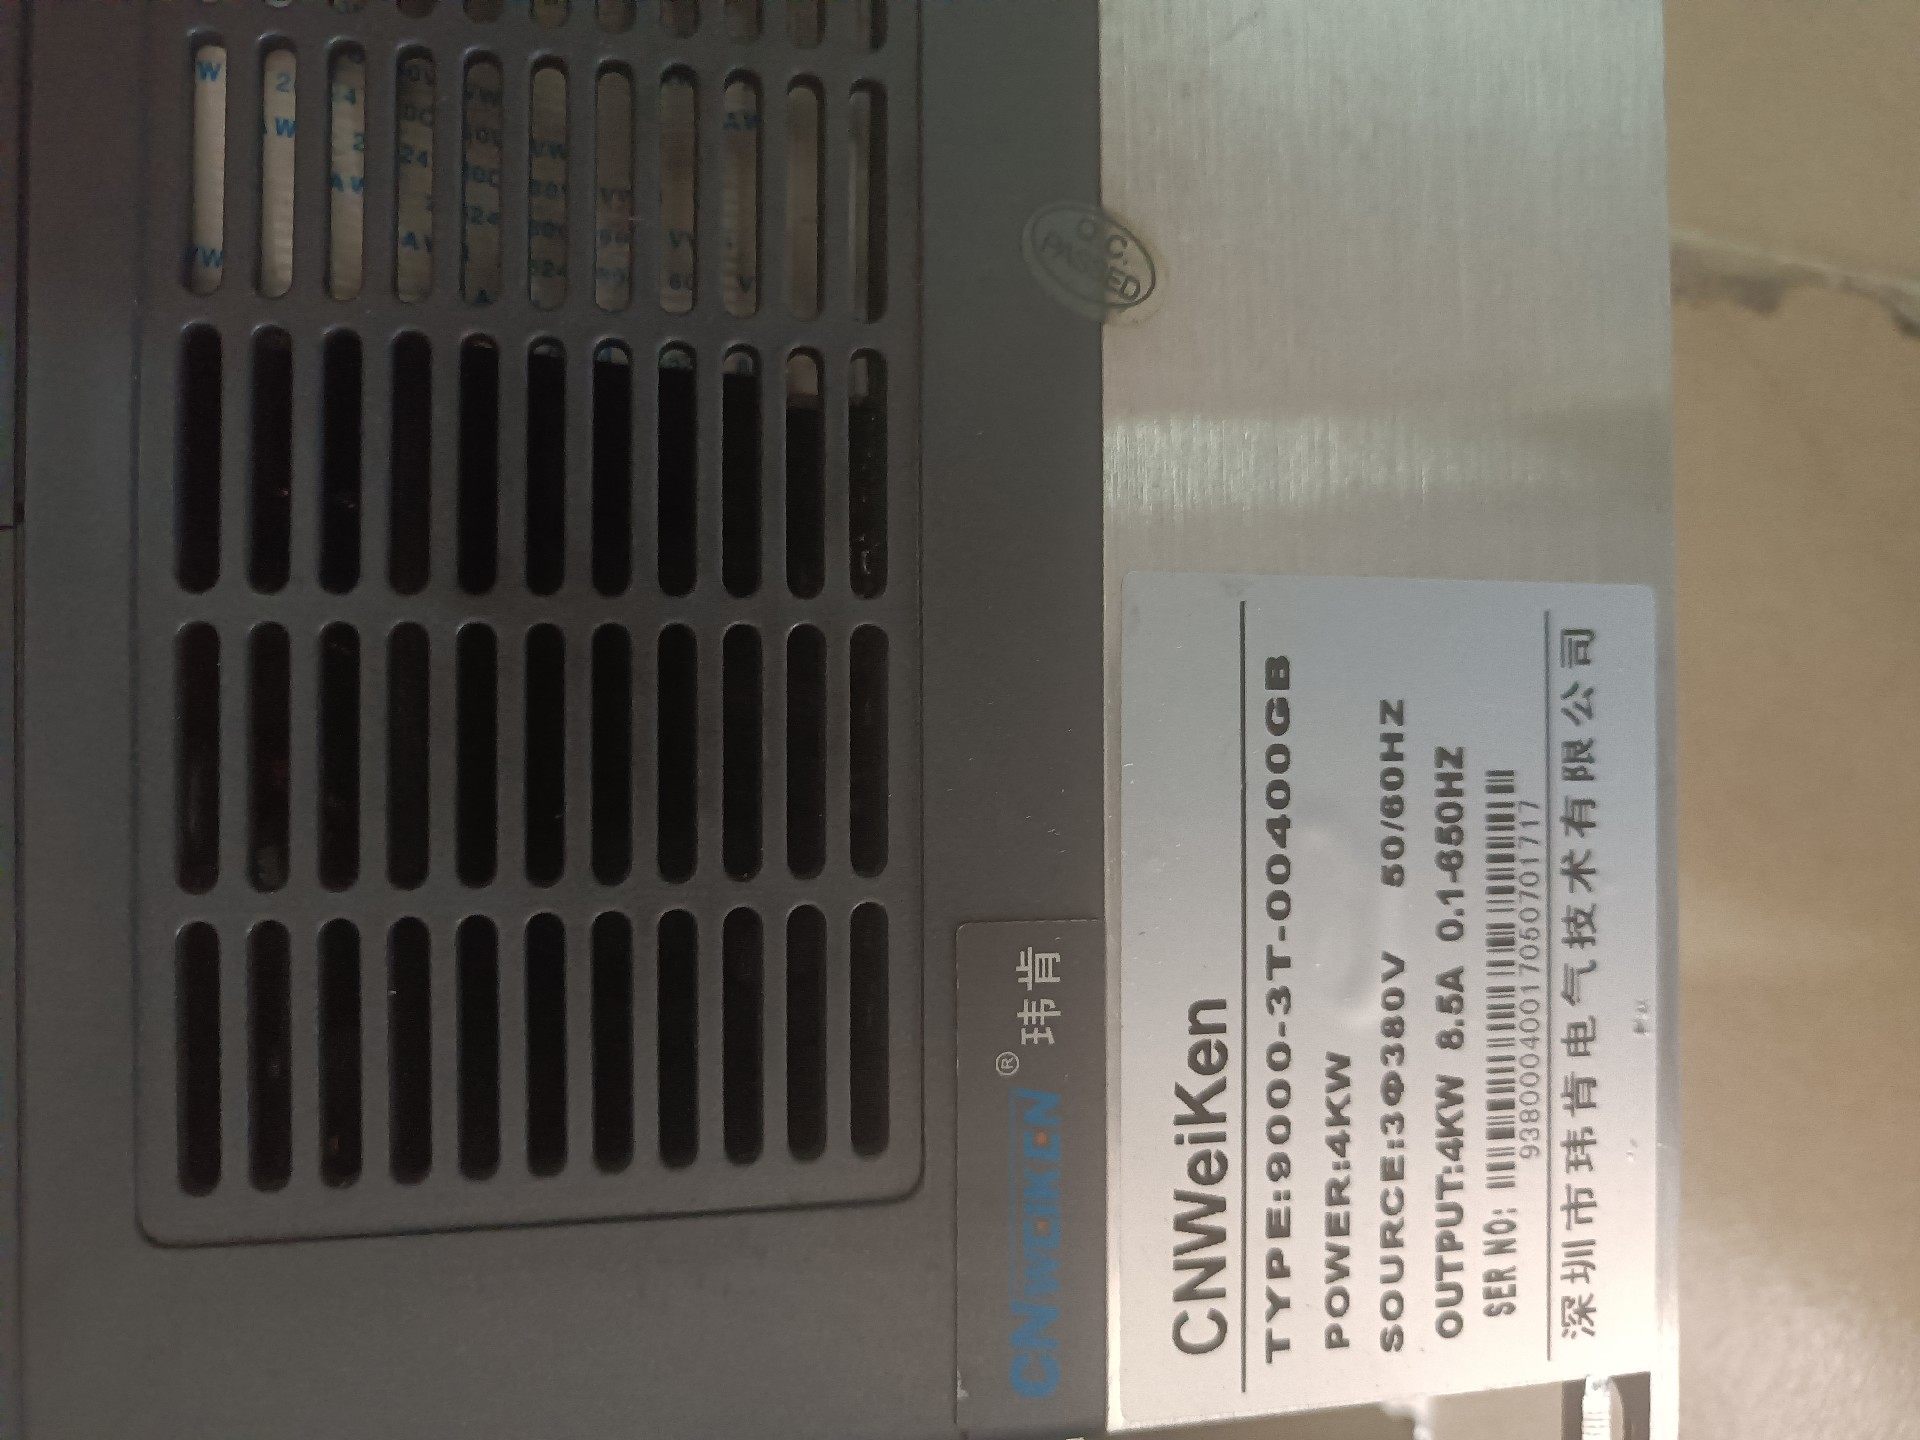 Q.C.
PASSED
CNWEIKEN® 玮肯
CNWeiKen
TYPE:9000-3T-00400GB
POWER:4KW
SOURCE:3Φ380V 50/60HZ
OUTPUT:4KW 8.5A 0.1-650HZ
SER NO:
93800040017050701717
深圳市玮肯电气技术有限公司